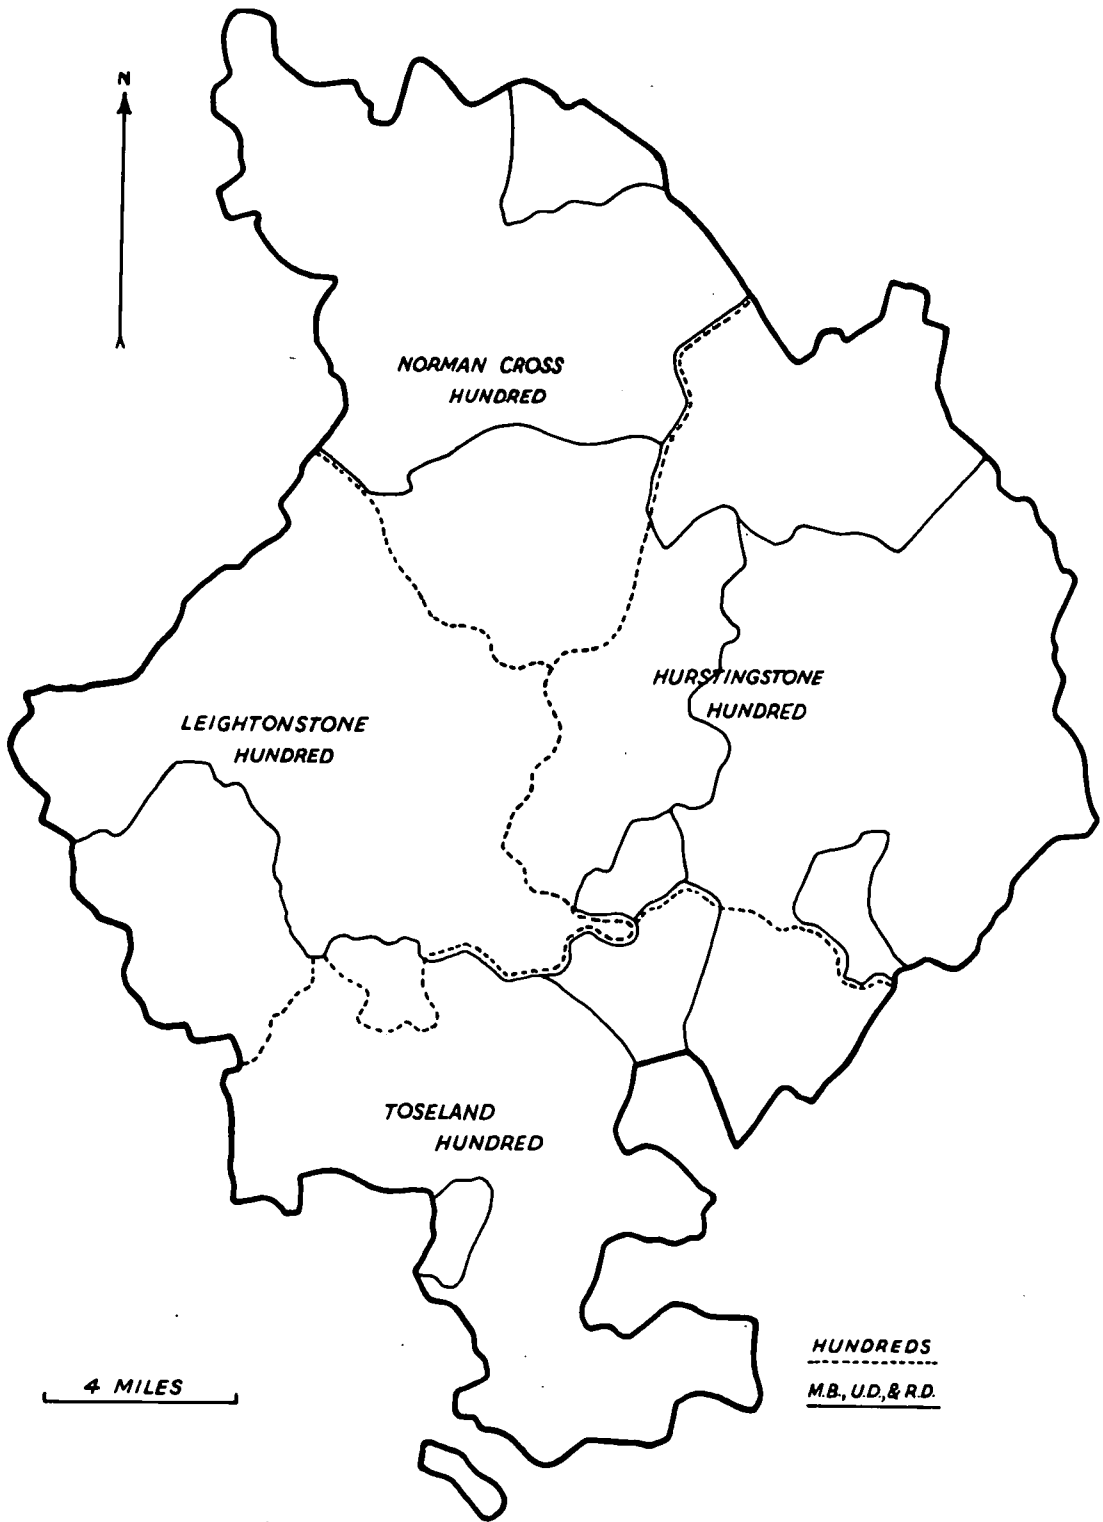 N
NORMAN CROSS
HUNDRED
HURSTINGSTONE
HUNDRED
LEIGHTONSTONE
HUNDRED
TOSELAND
HUNDRED
HUNDREDS
M.B., U.D., & R.D.
4 MILES